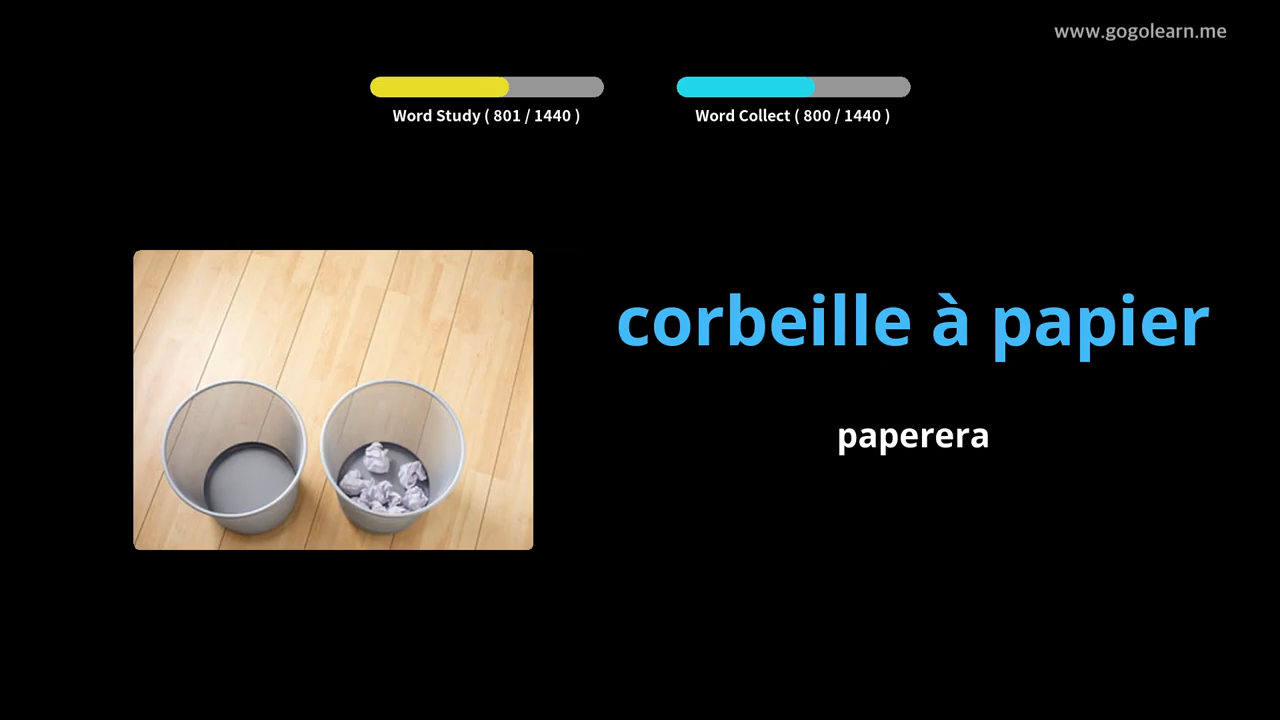 www.gogolearn.me
Word Study ( 801 / 1440 )
Word Collect ( 800 / 1440 )
corbeille à papier
paperera